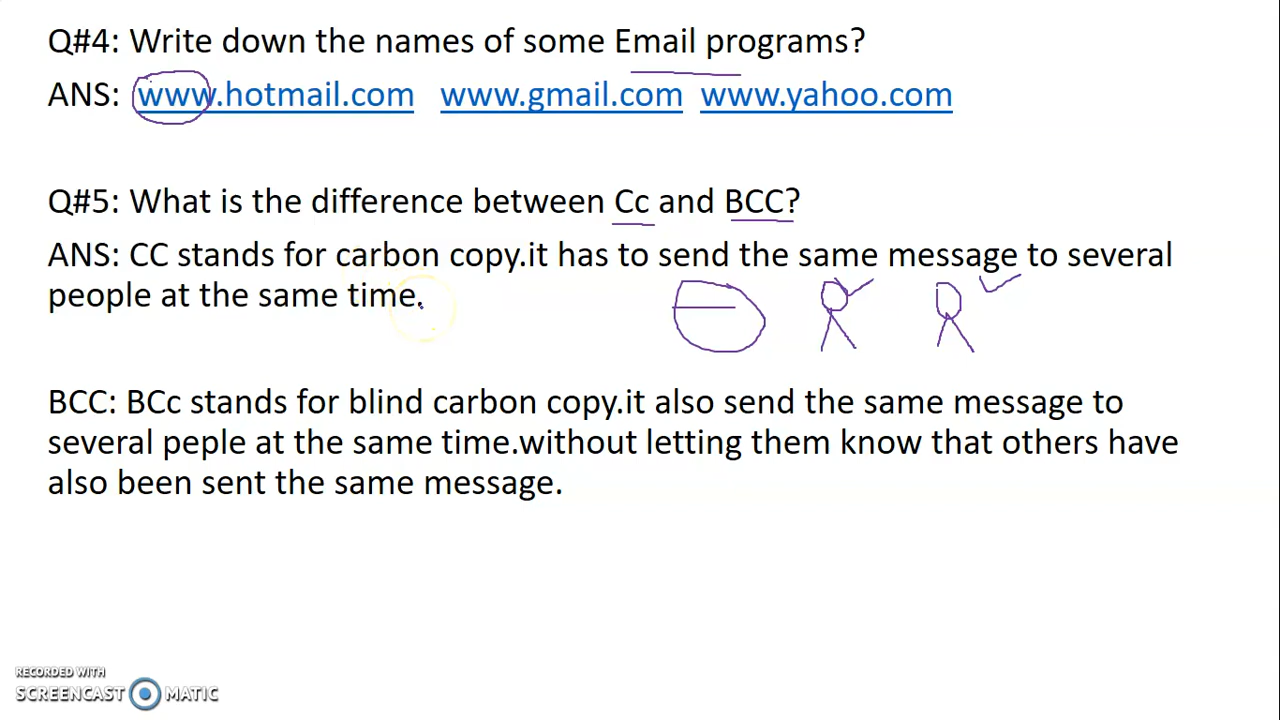 Q#4: Write down the names of some Email programs?
ANS: www.hotmail.com www.gmail.com www.yahoo.com
Q#5: What is the difference between Cc and BCC?
ANS: CC stands for carbon copy.it has to send the same message to several
people at the same time.
BCC: BCc stands for blind carbon copy.it also send the same message to
several peple at the same time.without letting them know that others have
also been sent the same message.
RECORDED WITH
SCREENCAST MATIC